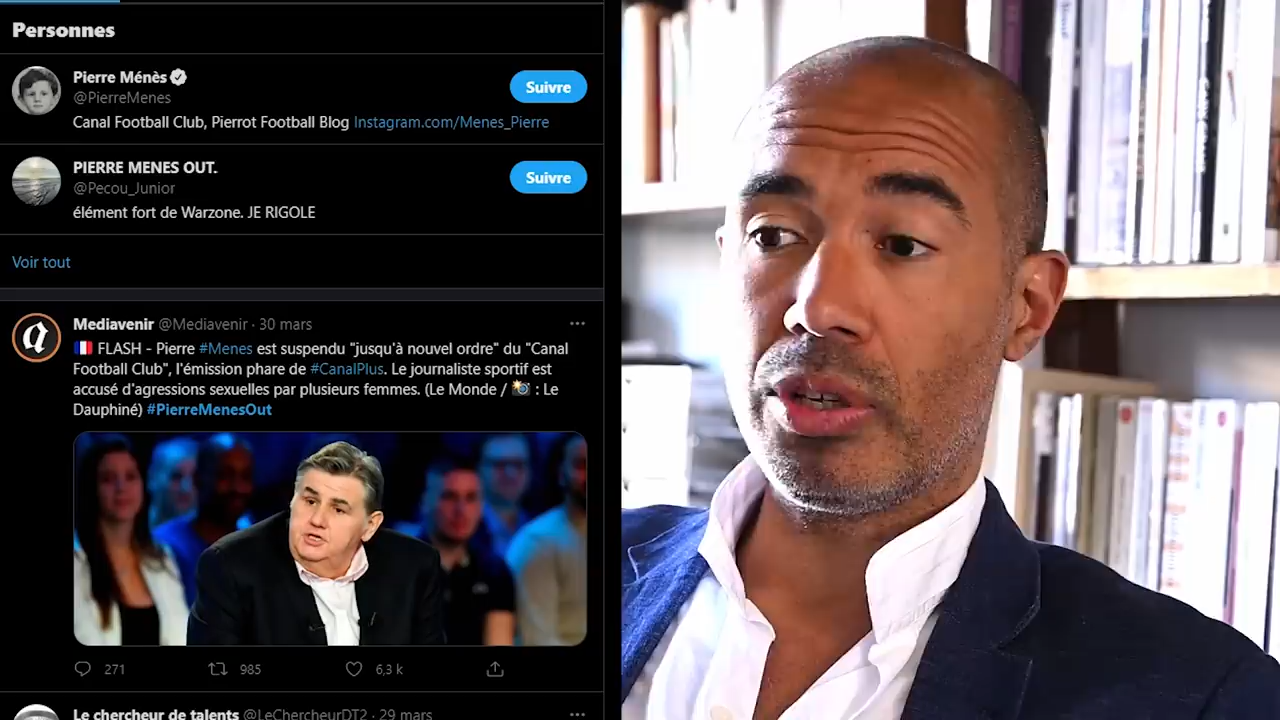 Personnes
Pierre Ménès
@PierreMenes
Suivre
Canal Football Club, Pierrot Football Blog Instagram.com/Menes_Pierre
PIERRE MENES OUT.
@Pecou_Junior
Suivre
élément fort de Warzone. JE RIGOLE
Voir tout
a
Mediavenir @Mediavenir · 30 mars
FLASH - Pierre #Menes est suspendu "jusqu'à nouvel ordre" du "Canal
Football Club", l'émission phare de #CanalPlus. Le journaliste sportif est
accusé d'agressions sexuelles par plusieurs femmes. (Le Monde / 📸 : Le
Dauphiné) #PierreMenesOut
271 985 6,3 k
Le chercheur de talents @LeChercheurDT2 · 29 mars